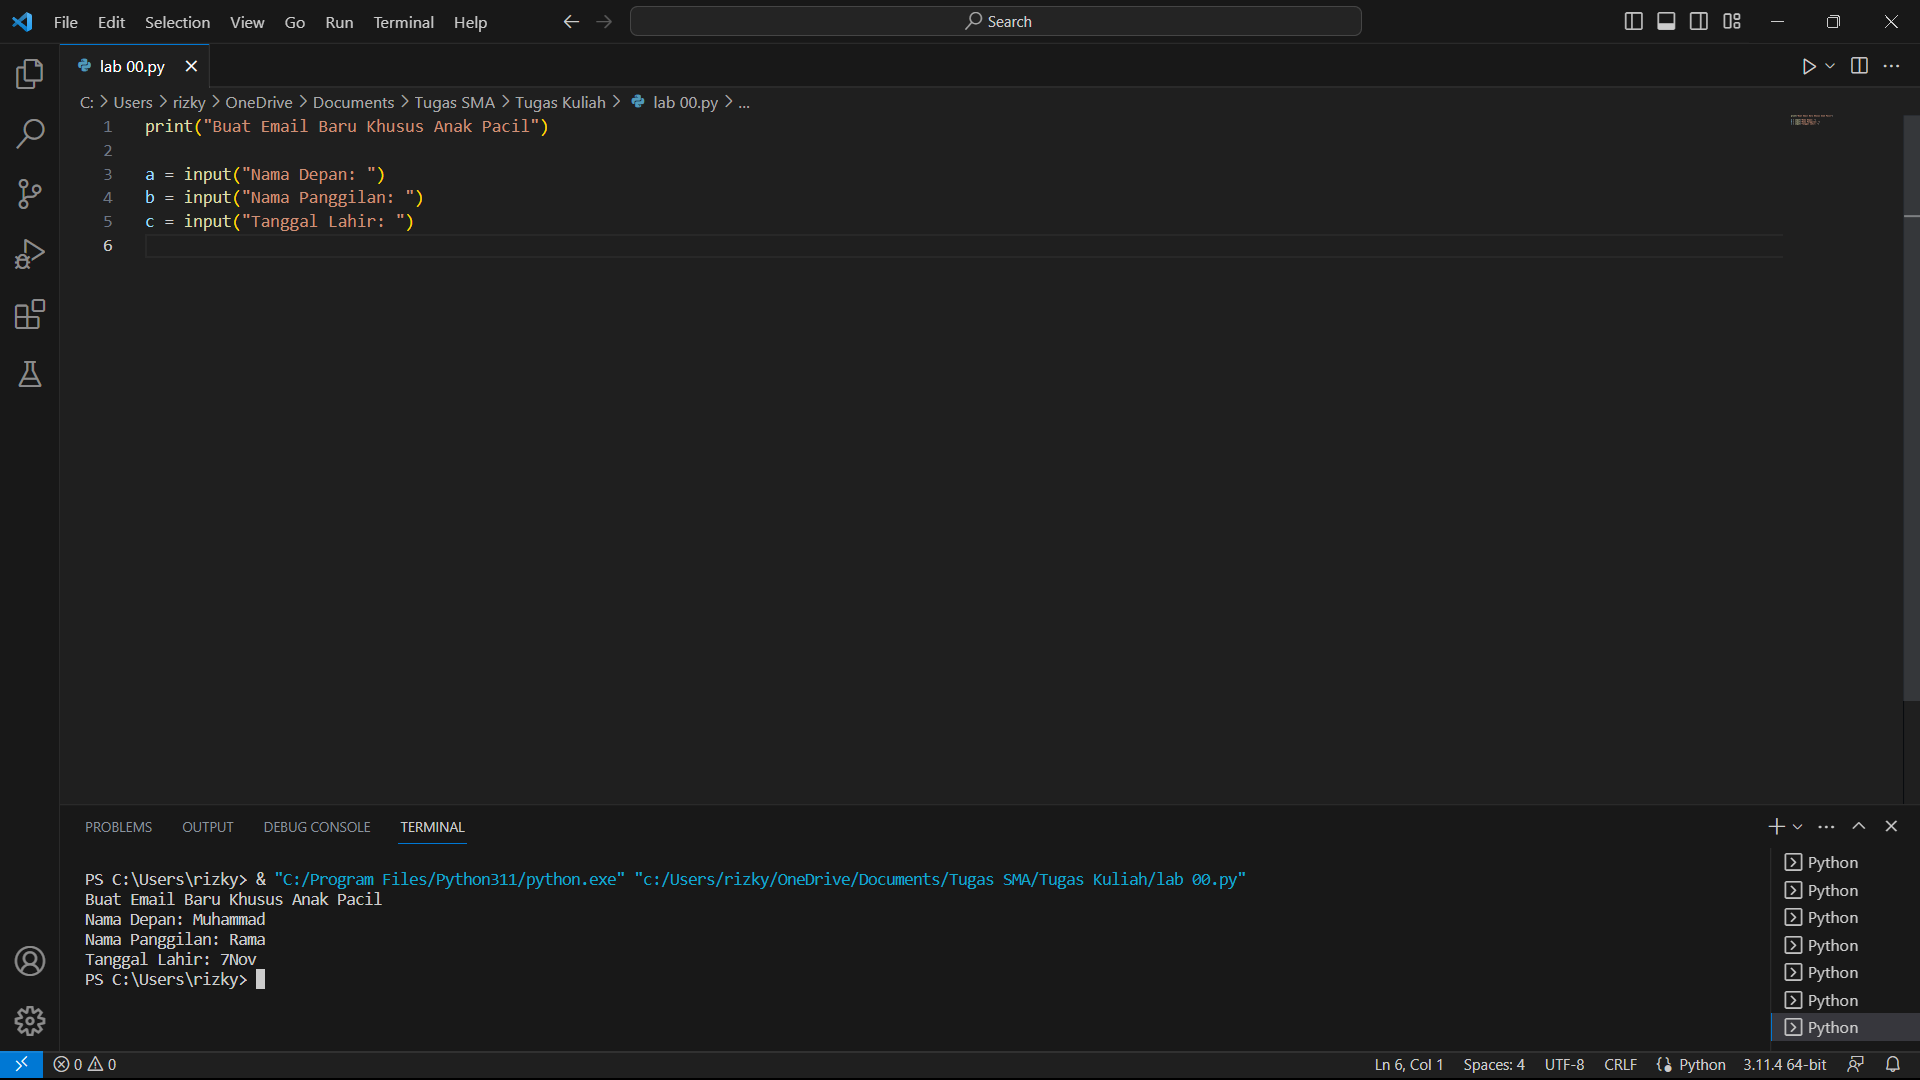 File Edit Selection View Go Run Terminal Help
Search
lab 00.py
C: > Users > rizky > OneDrive > Documents > Tugas SMA > Tugas Kuliah > lab 00.py > ...
1 print("Buat Email Baru Khusus Anak Pacil")
2
3 a = input("Nama Depan: ")
4 b = input("Nama Panggilan: ")
5 c = input("Tanggal Lahir: ")
6
PROBLEMS OUTPUT DEBUG CONSOLE TERMINAL
PS C:\Users\rizky> & "C:/Program Files/Python311/python.exe" "c:/Users/rizky/OneDrive/Documents/Tugas SMA/Tugas Kuliah/lab 00.py"
Buat Email Baru Khusus Anak Pacil
Nama Depan: Muhammad
Nama Panggilan: Rama
Tanggal Lahir: 7Nov
PS C:\Users\rizky>
Python
Python
Python
Python
Python
Python
Python
0 0
Ln 6, Col 1 Spaces: 4 UTF-8 CRLF Python 3.11.4 64-bit